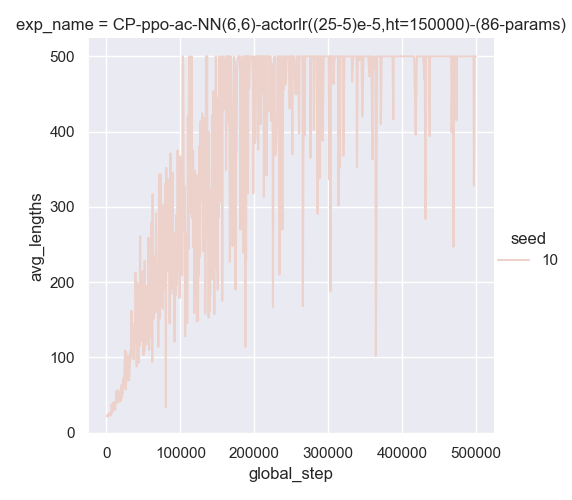 exp_name = CP-ppo-ac-NN(6,6)-actorlr((25-5)e-5,ht=150000)-(86-params)
500
400
300
200
100
0
avg_lengths
0 100000 200000 300000 400000 500000
global_step
seed
10